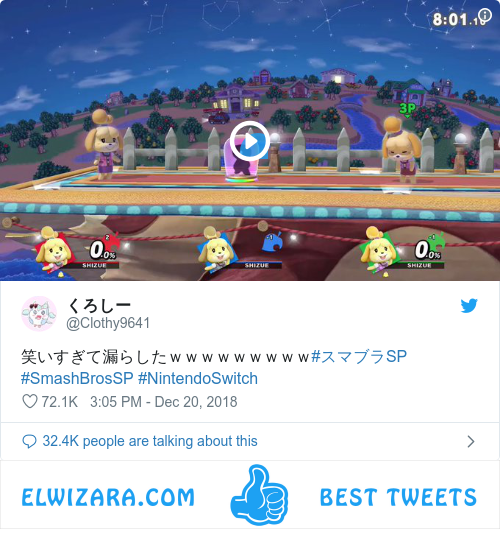 8:01.16
3P
2
0.0%
SHIZUE
-3
SHIZUE
0.0%
SHIZUE
くろしー
@Clothy9641
笑いすぎて漏らしたｗｗｗｗｗｗｗｗｗ#スマブラSP
#SmashBrosSP #NintendoSwitch
72.1K 3:05 PM - Dec 20, 2018
32.4K people are talking about this
ELWIZARA.COM BEST TWEETS